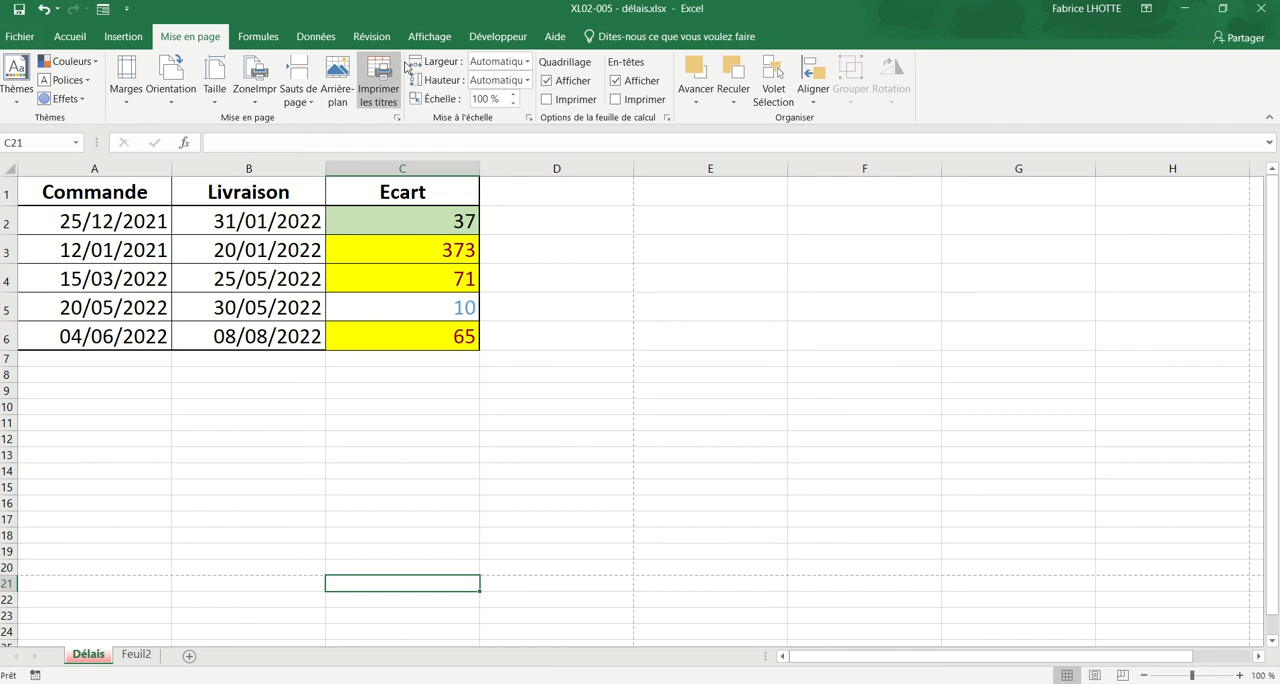 XL02-005 - délais.xlsx - Excel
Fabrice LHOTTE
Fichier Accueil Insertion Mise en page Formules Données Révision Affichage Développeur Aide Dites-nous ce que vous voulez faire Partager
Thèmes
Couleurs
Polices
Effets
Thèmes
Marges
Orientation
Taille
ZoneImpr
Sauts de page
Arrière-plan
Imprimer les titres
Mise en page
Largeur : Automatiqu
Hauteur : Automatiqu
Échelle : 100 %
Mise à l'échelle
Quadrillage
Afficher
Imprimer
En-têtes
Afficher
Imprimer
Options de la feuille de calcul
Avancer
Reculer
Volet Sélection
Aligner
Grouper
Rotation
Organiser
C21
fx
A B C D E F G H
1 Commande Livraison Ecart
2 25/12/2021 31/01/2022 37
3 12/01/2021 20/01/2022 373
4 15/03/2022 25/05/2022 71
5 20/05/2022 30/05/2022 10
6 04/06/2022 08/08/2022 65
7
8
9
10
11
12
13
14
15
16
17
18
19
20
21
22
23
24
25
Délais Feuil2
Prêt
100 %